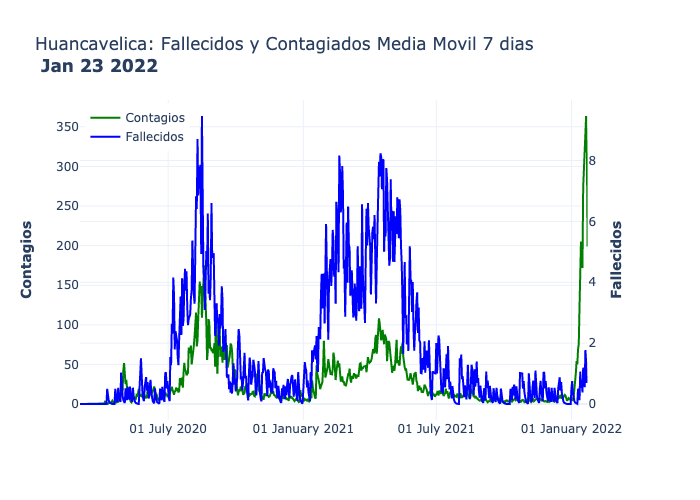 Huancavelica: Fallecidos y Contagiados Media Movil 7 dias
Jan 23 2022
Contagios
Fallecidos
350
300
250
200
150
100
50
0
8
6
4
2
0
Contagios
Fallecidos
01 July 2020
01 January 2021
01 July 2021
01 January 2022